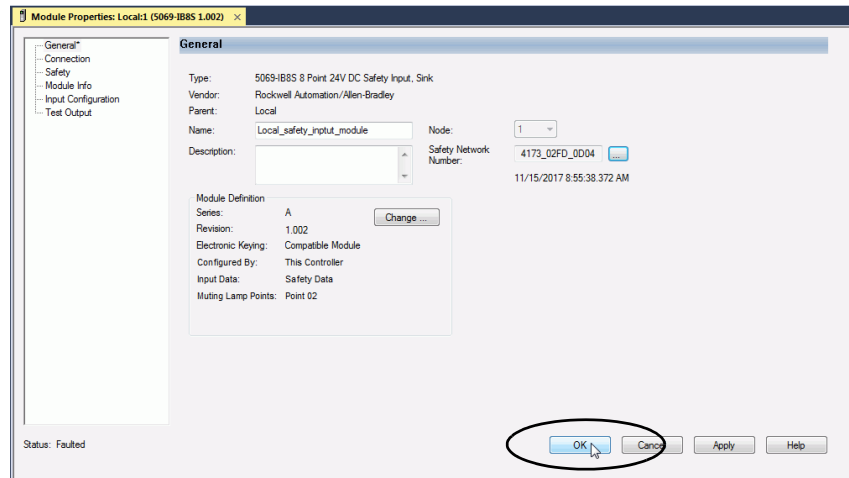 Module Properties: Local:1 (5069-IB8S 1.002) ×
General*
Connection
Safety
Module Info
Input Configuration
Test Output
General
Type: 5069-IB8S 8 Point 24V DC Safety Input, Sink
Vendor: Rockwell Automation/Allen-Bradley
Parent: Local
Name: Local_safety_intput_module Node: 1
Description: Safety Network Number: 4173_02FD_0D04 ...
11/15/2017 8:55:38.372 AM
Module Definition
Series: A Change ...
Revision: 1.002
Electronic Keying: Compatible Module
Configured By: This Controller
Input Data: Safety Data
Muting Lamp Points: Point 02
Status: Faulted
OK Cancel Apply Help